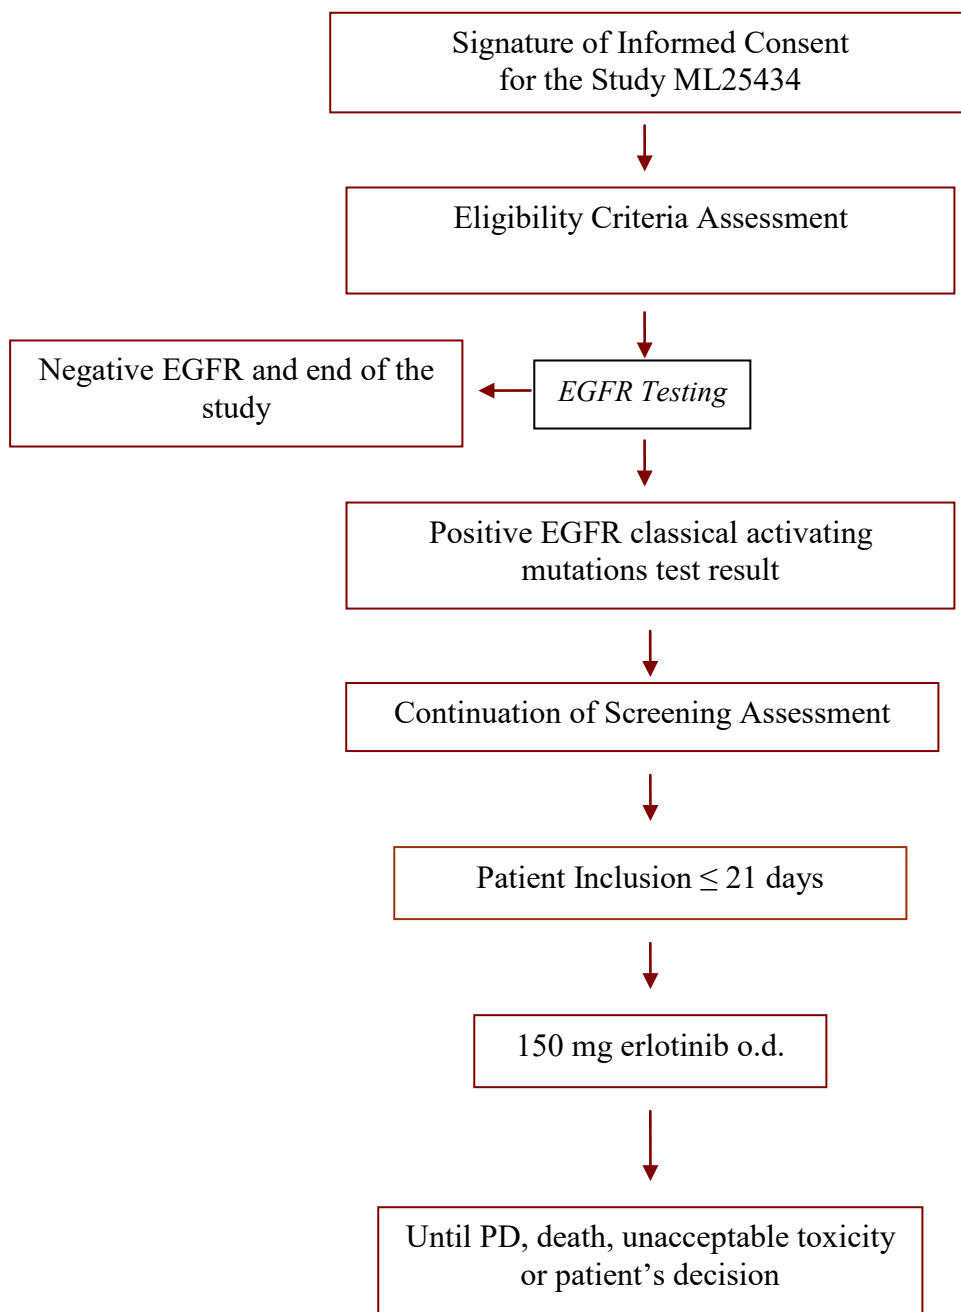 Signature of Informed Consent
for the Study ML25434
Eligibility Criteria Assessment
Negative EGFR and end of the
study
EGFR Testing
Positive EGFR classical activating
mutations test result
Continuation of Screening Assessment
Patient Inclusion ≤ 21 days
150 mg erlotinib o.d.
Until PD, death, unacceptable toxicity
or patient’s decision